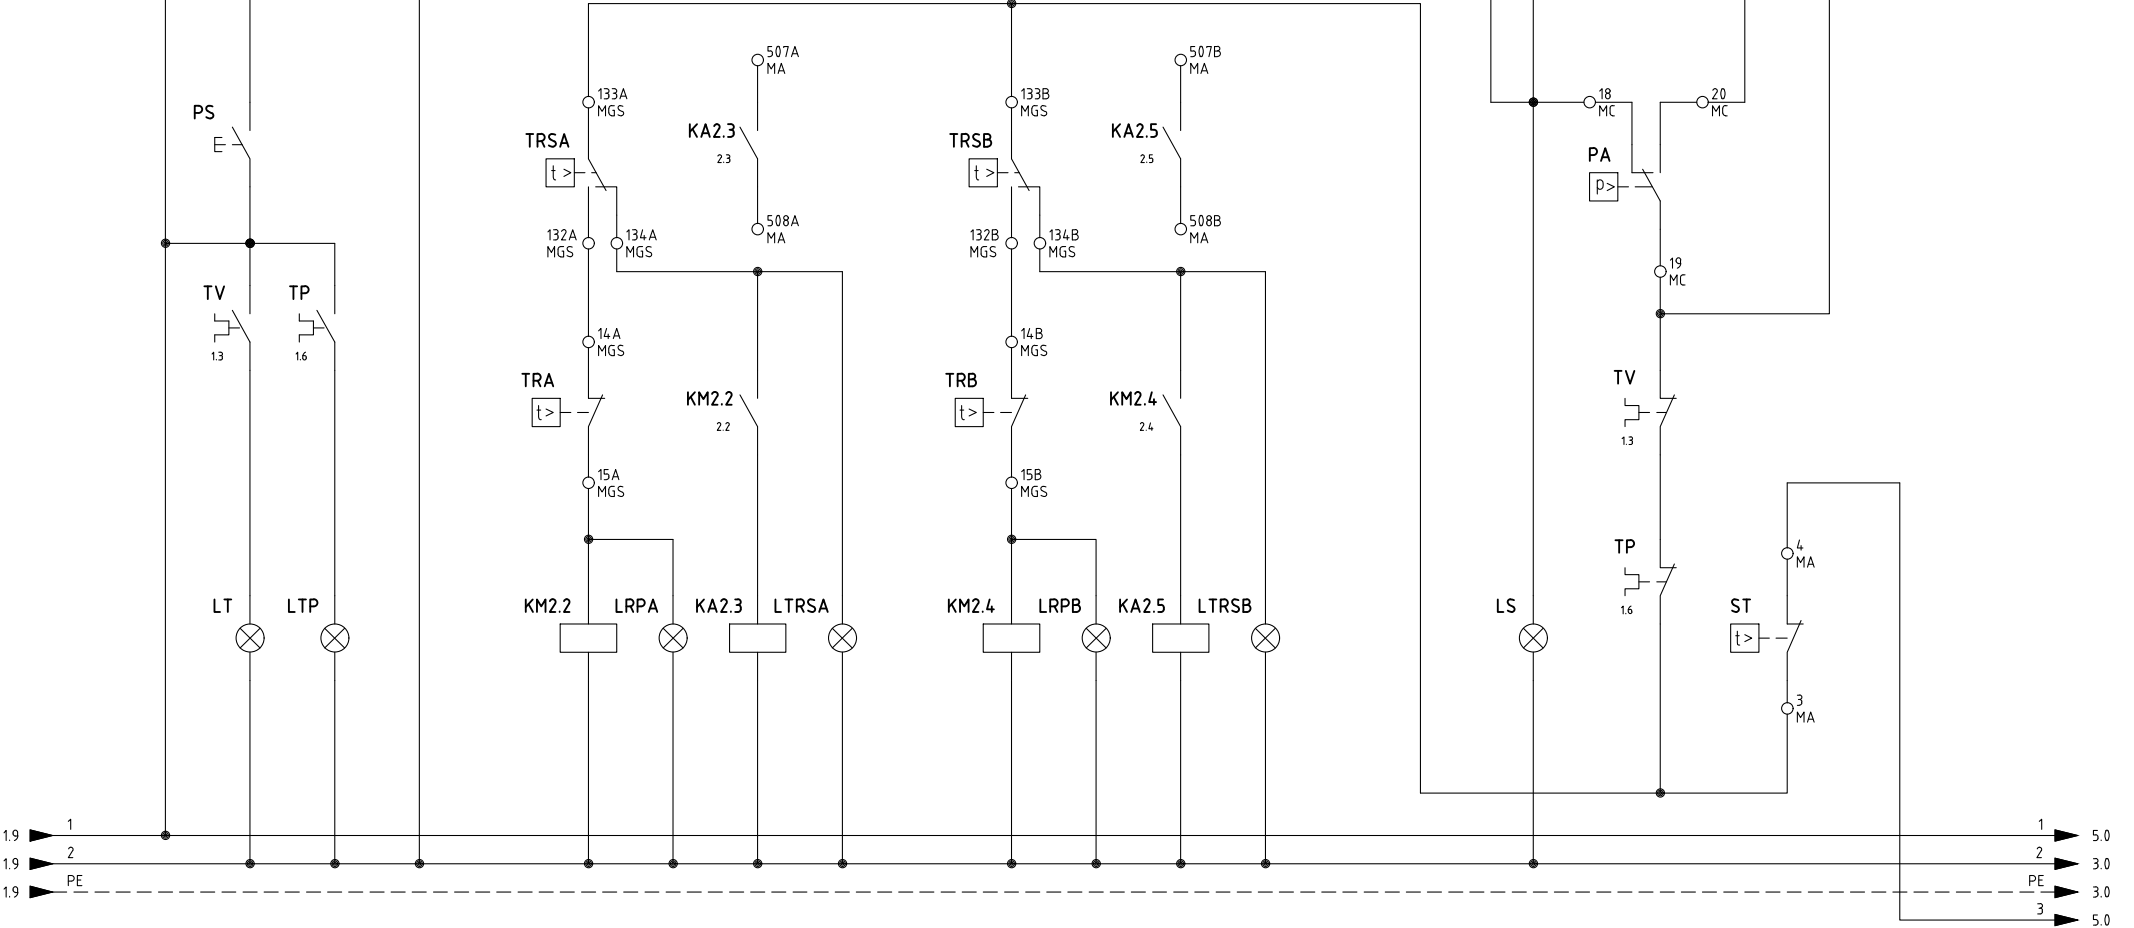 507A
MA
507B
MA
133A
MGS
133B
MGS
18
MC
20
MC
PS
KA2.3
2.3
KA2.5
2.5
TRSA
t >
TRSB
t >
PA
p>
508A
MA
508B
MA
132A
MGS
134A
MGS
132B
MGS
134B
MGS
19
MC
TV
1.3
TP
1.6
14A
MGS
14B
MGS
TRA
t >
KM2.2
2.2
TRB
t >
KM2.4
2.4
TV
1.3
15A
MGS
15B
MGS
TP
1.6
4
MA
LT
LTP
KM2.2
LRPA
KA2.3
LTRSA
KM2.4
LRPB
KA2.5
LTRSB
LS
ST
t >
3
MA
1.9 1 1 5.0
1.9 2 2 3.0
1.9 PE PE 3.0
3 5.0